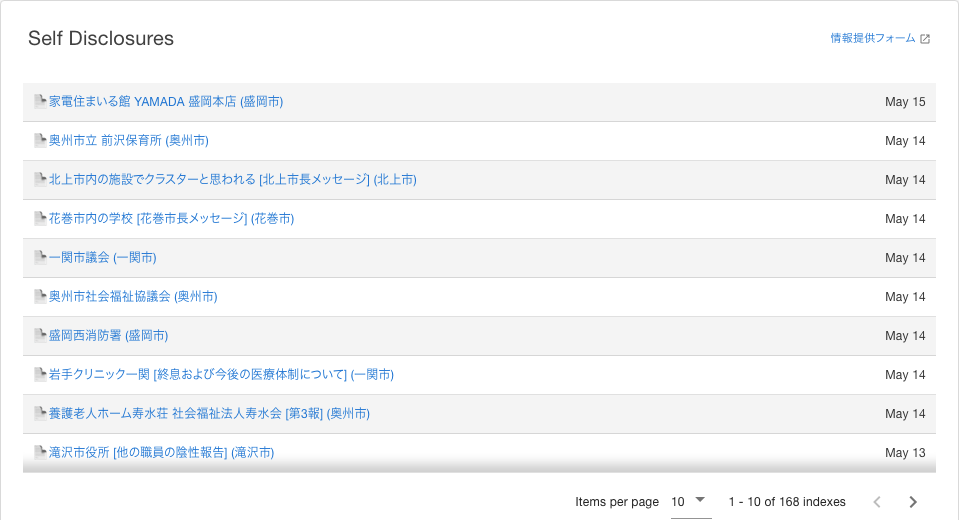 Self Disclosures
情報提供フォーム
家電住まいる館 YAMADA 盛岡本店 (盛岡市) May 15
奥州市立 前沢保育所 (奥州市) May 14
北上市内の施設でクラスターと思われる [北上市長メッセージ] (北上市) May 14
花巻市内の学校 [花巻市長メッセージ] (花巻市) May 14
一関市議会 (一関市) May 14
奥州市社会福祉協議会 (奥州市) May 14
盛岡西消防署 (盛岡市) May 14
岩手クリニック一関 [終息および今後の医療体制について] (一関市) May 14
養護老人ホーム寿水荘 社会福祉法人寿水会 [第3報] (奥州市) May 14
滝沢市役所 [他の職員の陰性報告] (滝沢市) May 13
Items per page 10 1 - 10 of 168 indexes